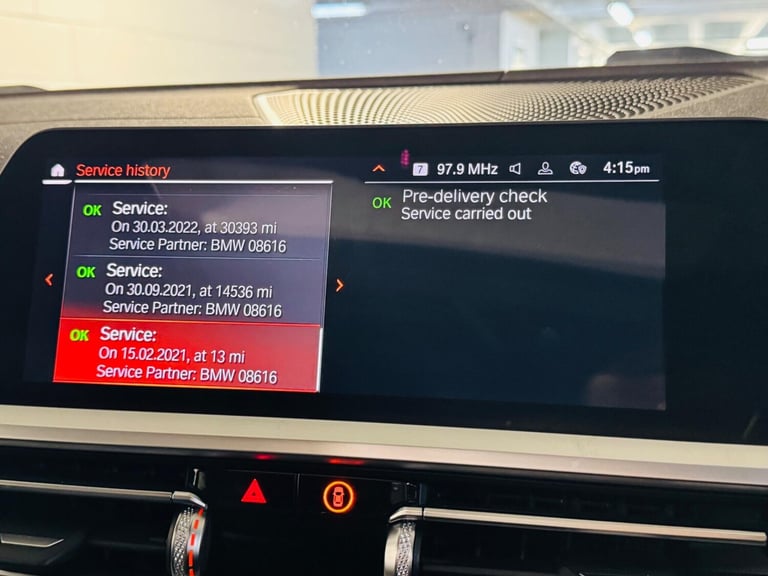 Service history
7 97.9 MHz 4:15pm
OK Service:
On 30.03.2022, at 30393 mi
Service Partner: BMW 08616
OK Service:
On 30.09.2021, at 14536 mi
Service Partner: BMW 08616
OK Service:
On 15.02.2021, at 13 mi
Service Partner: BMW 08616
OK Pre-delivery check
Service carried out